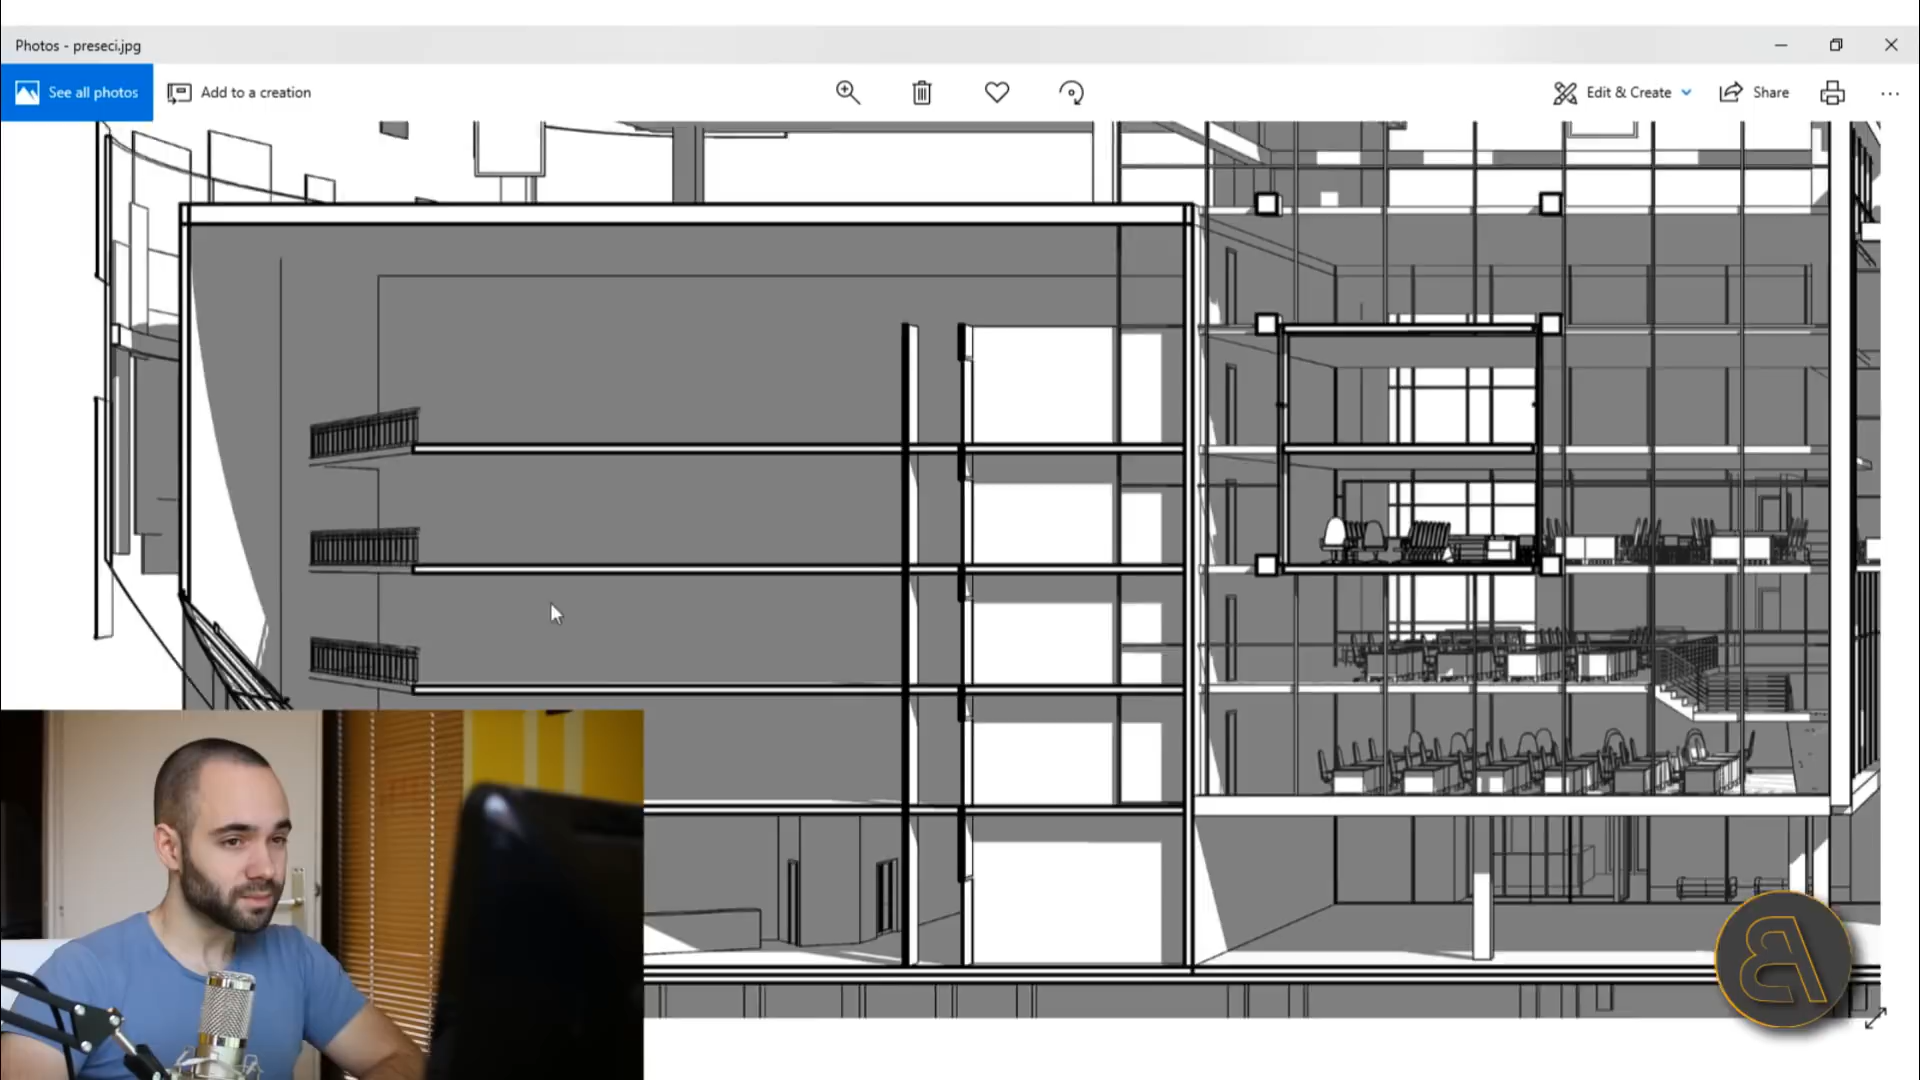 Photos - preseci.jpg
See all photos
Add to a creation
Edit & Create
Share